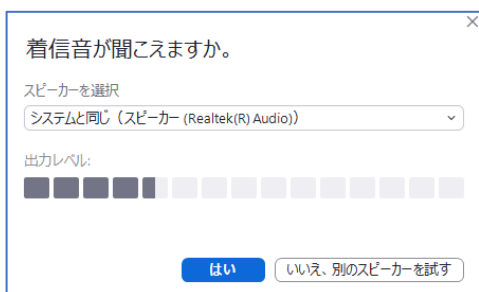 着信音が聞こえますか。
スピーカーを選択
システムと同じ（スピーカー (Realtek(R) Audio)）
出力レベル:
はい
いいえ、別のスピーカーを試す